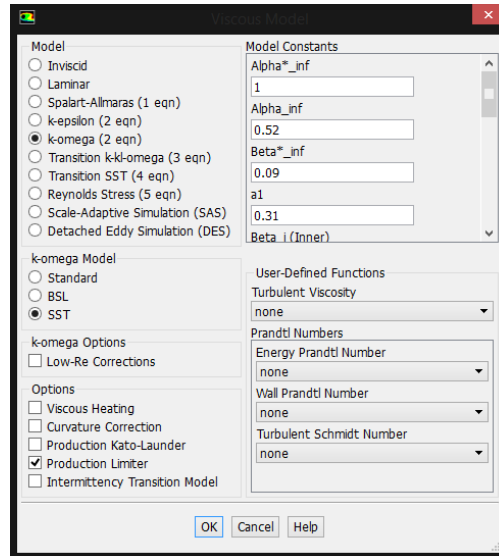 Viscous Model
Model
Inviscid
Laminar
Spalart-Allmaras (1 eqn)
k-epsilon (2 eqn)
k-omega (2 eqn)
Transition k-kl-omega (3 eqn)
Transition SST (4 eqn)
Reynolds Stress (5 eqn)
Scale-Adaptive Simulation (SAS)
Detached Eddy Simulation (DES)
k-omega Model
Standard
BSL
SST
k-omega Options
Low-Re Corrections
Options
Viscous Heating
Curvature Correction
Production Kato-Launder
Production Limiter
Intermittency Transition Model
Model Constants
Alpha*_inf
1
Alpha_inf
0.52
Beta*_inf
0.09
a1
0.31
Beta_i (Inner)
User-Defined Functions
Turbulent Viscosity
none
Prandtl Numbers
Energy Prandtl Number
none
Wall Prandtl Number
none
Turbulent Schmidt Number
none
OK Cancel Help